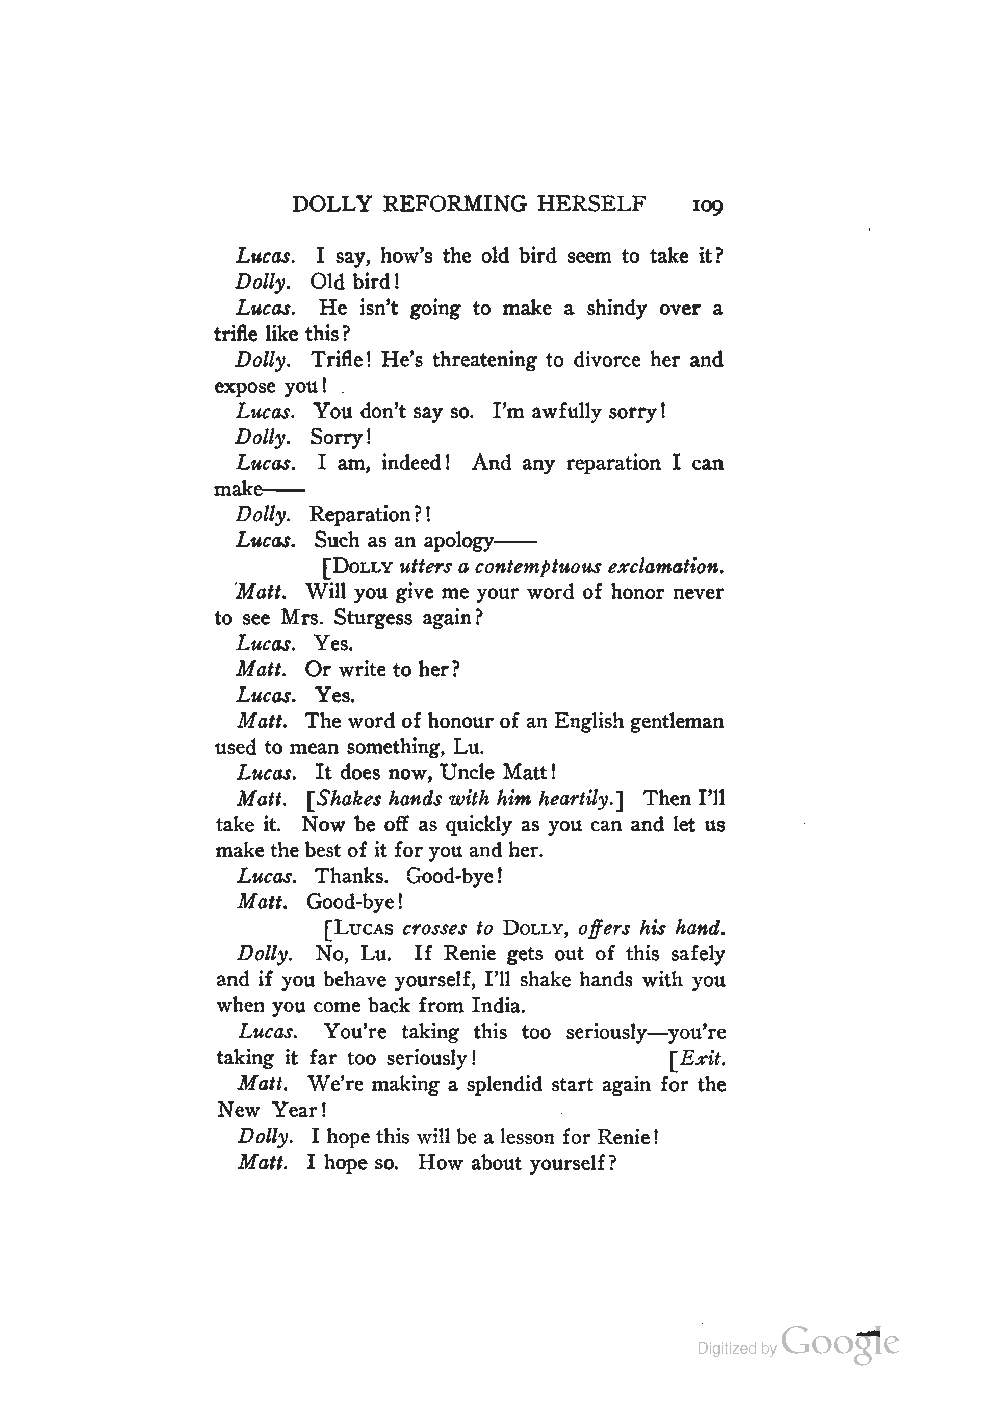 DOLLY REFORMING HERSELF 109
Lucas. I say, how's the old bird seem to take it?
Dolly. Old bird!
Lucas. He isn't going to make a shindy over a
trifle like this?
Dolly. Trifle! He's threatening to divorce her and
expose you!
Lucas. You don't say so. I'm awfully sorry!
Dolly. Sorry!
Lucas. I am, indeed! And any reparation I can
make——
Dolly. Reparation?!
Lucas. Such as an apology——
[DOLLY utters a contemptuous exclamation.
Matt. Will you give me your word of honor never
to see Mrs. Sturgess again?
Lucas. Yes.
Matt. Or write to her?
Lucas. Yes.
Matt. The word of honour of an English gentleman
used to mean something, Lu.
Lucas. It does now, Uncle Matt!
Matt. [Shakes hands with him heartily.] Then I'll
take it. Now be off as quickly as you can and let us
make the best of it for you and her.
Lucas. Thanks. Good-bye!
Matt. Good-bye!
[LUCAS crosses to DOLLY, offers his hand.
Dolly. No, Lu. If Renie gets out of this safely
and if you behave yourself, I'll shake hands with you
when you come back from India.
Lucas. You're taking this too seriously—you're
taking it far too seriously! [Exit.
Matt. We're making a splendid start again for the
New Year!
Dolly. I hope this will be a lesson for Renie!
Matt. I hope so. How about yourself?
Digitized by Google